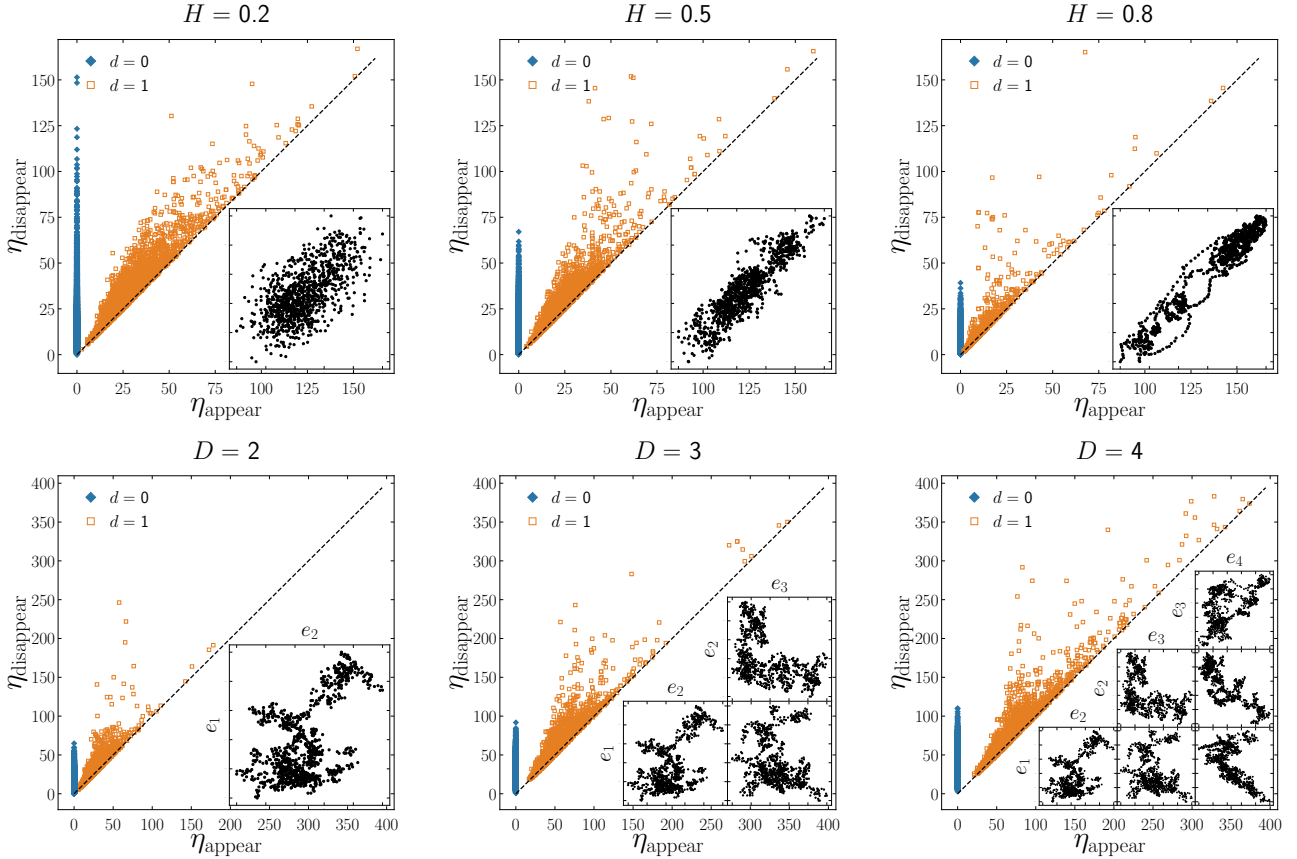 H = 0.2
H = 0.5
H = 0.8
η_disappear
150
125
100
75
50
25
0
d = 0
d = 1
0 25 50 75 100 125 150
η_appear
η_disappear
150
125
100
75
50
25
0
d = 0
d = 1
0 25 50 75 100 125 150
η_appear
η_disappear
150
125
100
75
50
25
0
d = 0
d = 1
0 25 50 75 100 125 150
η_appear
D = 2
D = 3
D = 4
η_disappear
400
350
300
250
200
150
100
50
0
d = 0
d = 1
e_2
e_1
0 50 100 150 200 250 300 350 400
η_appear
η_disappear
400
350
300
250
200
150
100
50
0
d = 0
d = 1
e_3
e_2
e_2
e_1
0 50 100 150 200 250 300 350 400
η_appear
η_disappear
400
350
300
250
200
150
100
50
0
d = 0
d = 1
e_4
e_3
e_3
e_2
e_2
e_1
0 50 100 150 200 250 300 350 400
η_appear